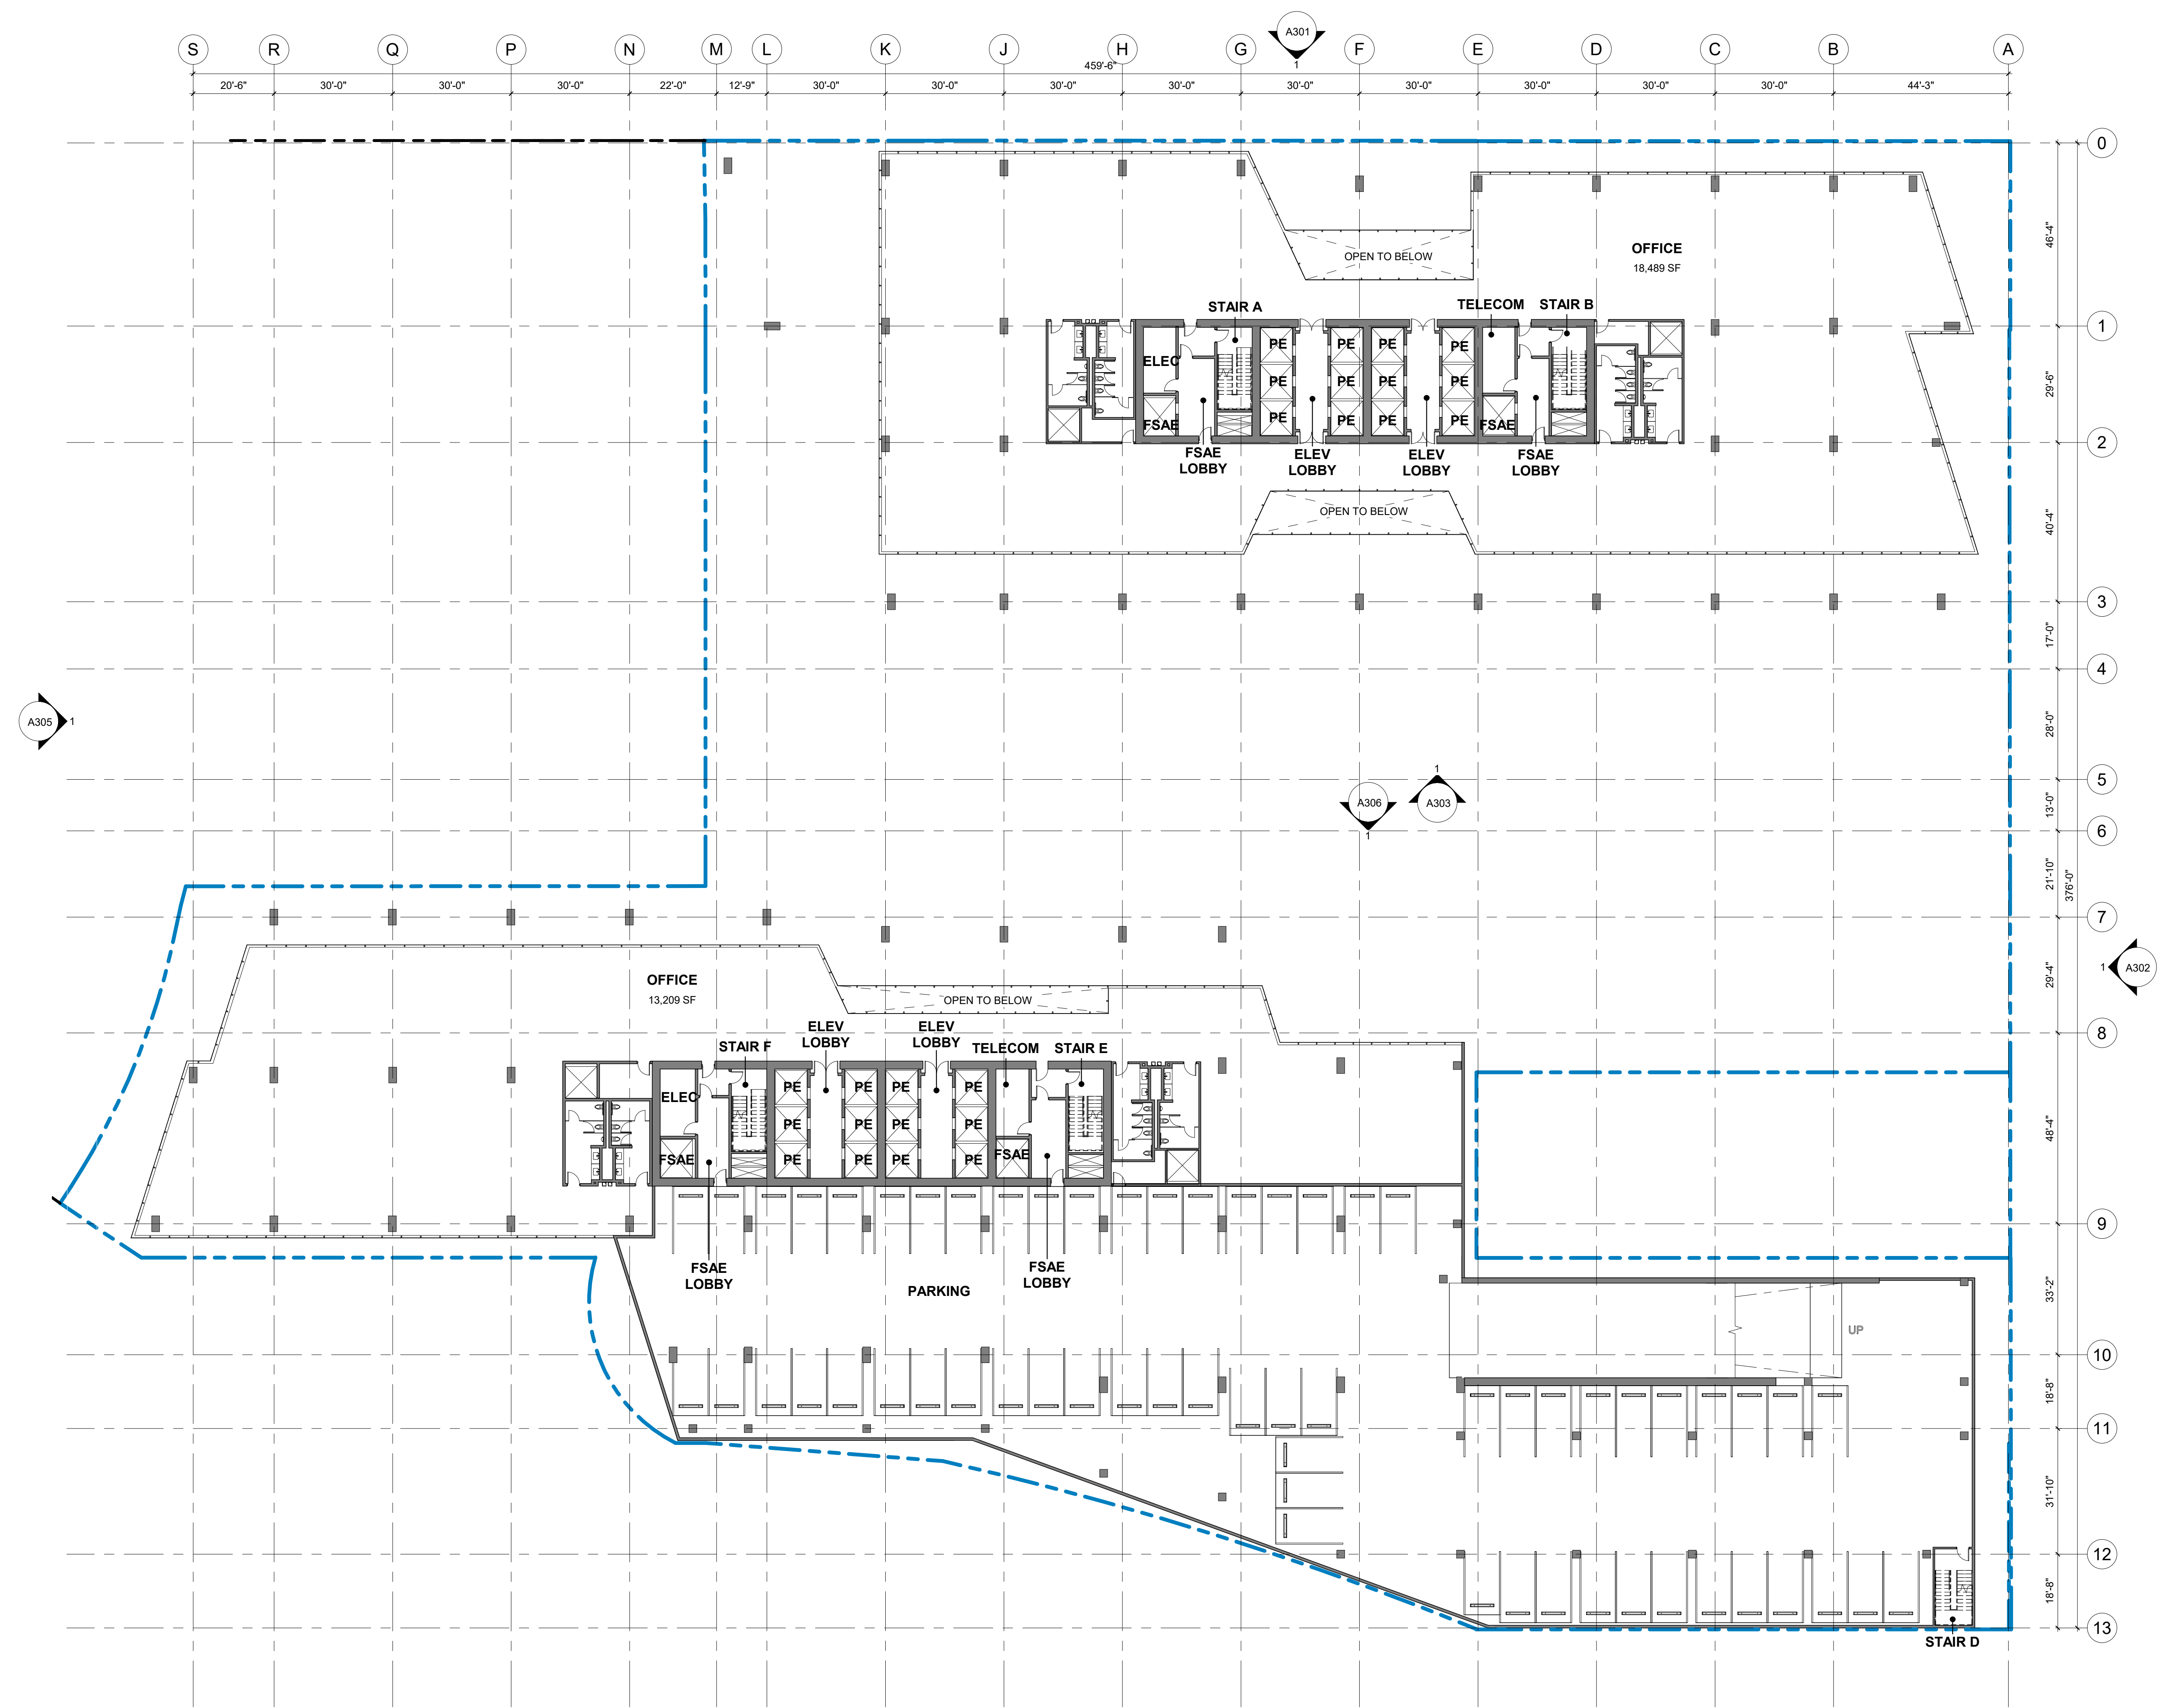 A301
1
S R Q P N M L K J H G F E D C B A
459'-6"
20'-6" 30'-0" 30'-0" 30'-0" 22'-0" 12'-9" 30'-0" 30'-0" 30'-0" 30'-0" 30'-0" 30'-0" 30'-0" 30'-0" 30'-0" 44'-3"
0
46'-4"
OFFICE
18,489 SF
OPEN TO BELOW
STAIR A
TELECOM
STAIR B
1
PE PE PE PE
ELEC
PE PE PE PE
29'-6"
PE PE PE PE
FSAE
FSAE
2
FSAE
LOBBY
ELEV
LOBBY
ELEV
LOBBY
FSAE
LOBBY
OPEN TO BELOW
40'-4"
3
17'-0"
4
A305
1
28'-0"
5
1
A306
1
A303
13'-0"
6
21'-10"
376'-0"
7
OFFICE
13,209 SF
OPEN TO BELOW
29'-4"
1
A302
ELEV
LOBBY
ELEV
LOBBY
8
STAIR F
TELECOM
STAIR E
PE PE PE PE
ELEC
PE PE PE PE
48'-4"
PE PE PE PE
FSAE
FSAE
9
FSAE
LOBBY
FSAE
LOBBY
PARKING
33'-2"
UP
10
18'-8"
11
31'-10"
12
18'-8"
13
STAIR D